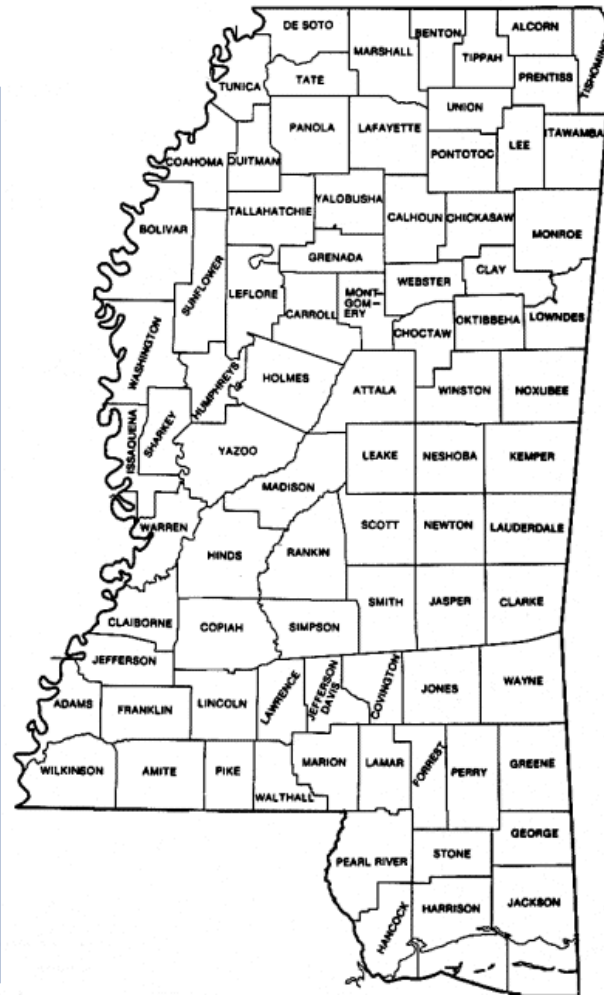 DE SOTO
MARSHALL
BENTON
TIPPAH
ALCORN
TISHOMINGO
TUNICA
TATE
PRENTISS
PANOLA
LAFAYETTE
UNION
LEE
ITAWAMBA
COAHOMA
QUITMAN
PONTOTOC
TALLAHATCHIE
YALOBUSHA
CALHOUN
CHICKASAW
MONROE
BOLIVAR
SUNFLOWER
LEFLORE
GRENADA
CARROLL
MONT
GOM-
ERY
WEBSTER
CLAY
CHOCTAW
OKTIBBEHA
LOWNDES
WASHINGTON
HUMPHREYS
HOLMES
ATTALA
WINSTON
NOXUBEE
ISSAQUENA
SHARKEY
YAZOO
LEAKE
NESHOBA
KEMPER
MADISON
WARREN
HINDS
RANKIN
SCOTT
NEWTON
LAUDERDALE
CLAIBORNE
COPIAH
SIMPSON
SMITH
JASPER
CLARKE
JEFFERSON
ADAMS
FRANKLIN
LINCOLN
LAWRENCE
JEFFERSON
DAVIS
COVINGTON
JONES
WAYNE
WILKINSON
AMITE
PIKE
WALTHALL
MARION
LAMAR
FORREST
PERRY
GREENE
PEARL RIVER
STONE
GEORGE
HANCOCK
HARRISON
JACKSON